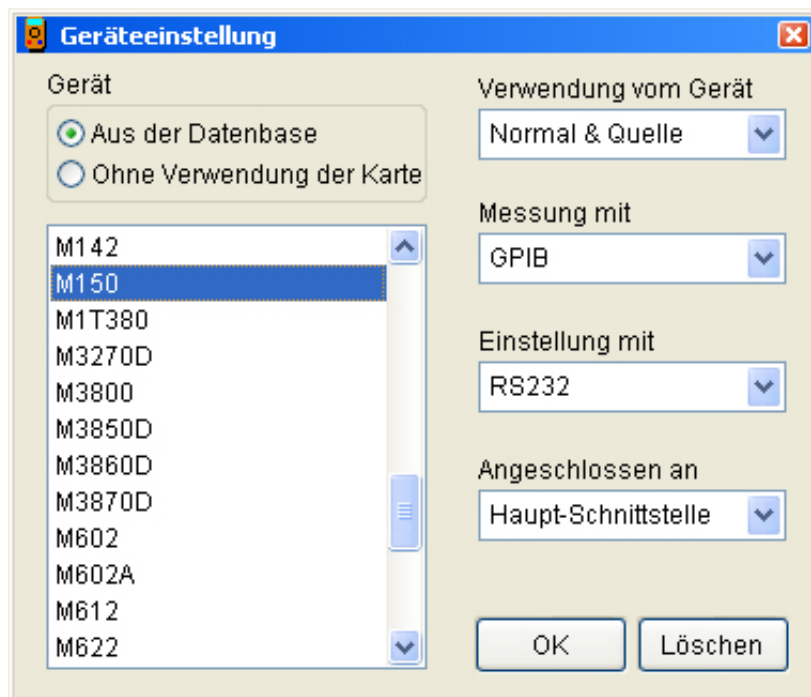 Geräteeinstellung
Gerät
Aus der Datenbase
Ohne Verwendung der Karte
M142
M150
M1T380
M3270D
M3800
M3850D
M3860D
M3870D
M602
M602A
M612
M622
Verwendung vom Gerät
Normal & Quelle
Messung mit
GPIB
Einstellung mit
RS232
Angeschlossen an
Haupt-Schnittstelle
OK
Löschen